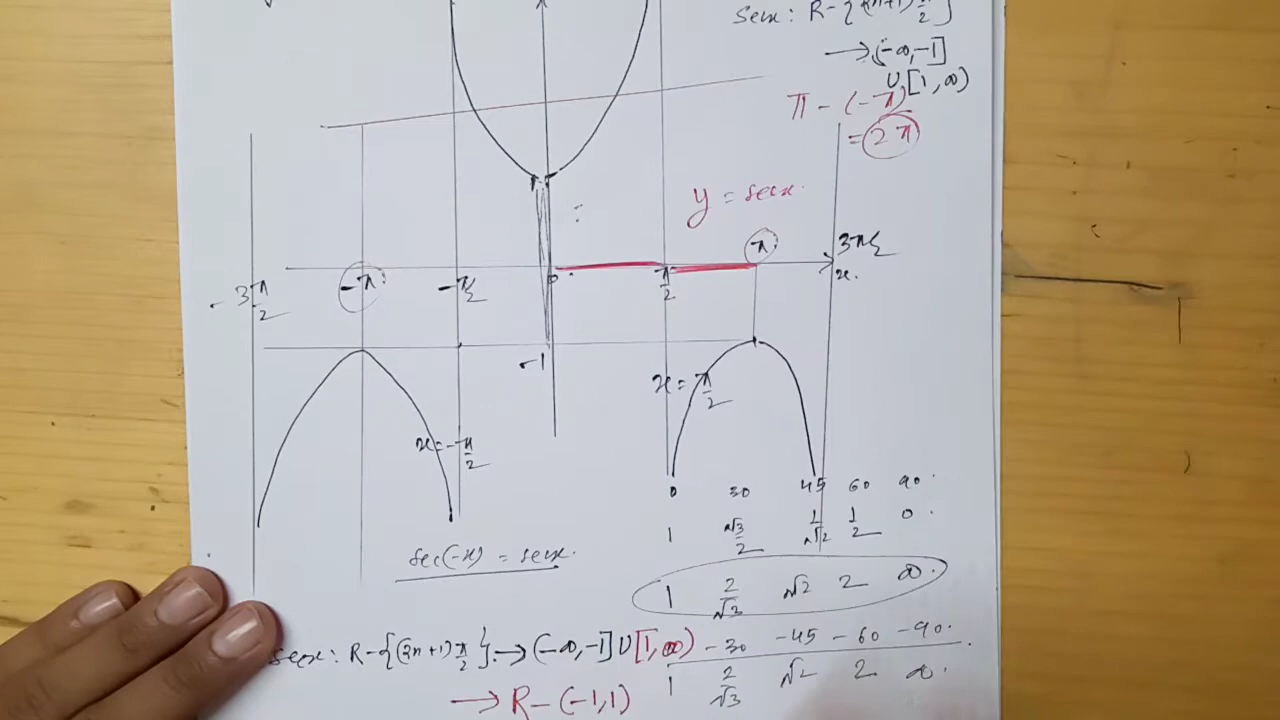 secx : R - {(2n+1) π/2}
→ (-∞, -1]
∪ [1, ∞)
π - (-π)
= 2π
y = secx.
π
3π/2
x.
-3π/2
-π
-π/2
0
π/2
-1
x = π/2
x = -π/2
0 30 45 60 90.
1 √3/2 1/√2 1/2 0.
sec(-x) = secx.
1 2/√3 √2 2 ∞.
secx : R - {(2n+1) π/2} → (-∞, -1] ∪ [1, ∞)
-30 -45 -60 -90.
1 2/√3 √2 2 ∞.
→ R - (-1, 1)